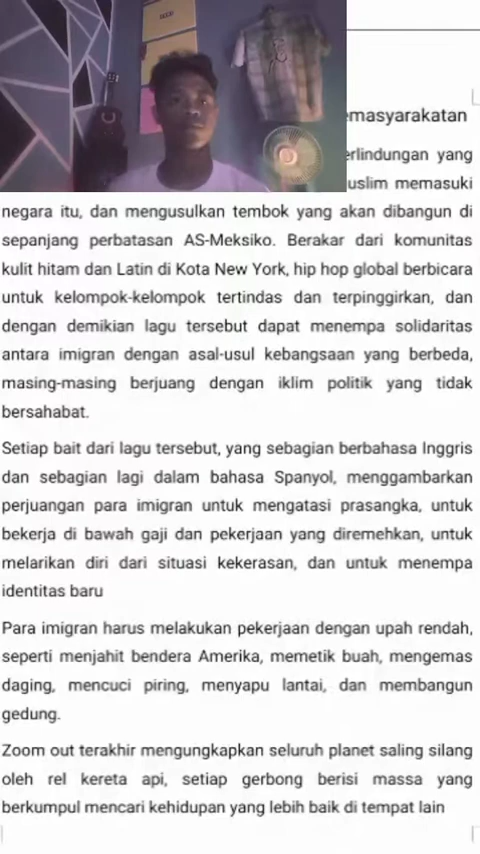 emasyarakatan
erlindungan yang
uslim memasuki
negara itu, dan mengusulkan tembok yang akan dibangun di
sepanjang perbatasan AS-Meksiko. Berakar dari komunitas
kulit hitam dan Latin di Kota New York, hip hop global berbicara
untuk kelompok-kelompok tertindas dan terpinggirkan, dan
dengan demikian lagu tersebut dapat menempa solidaritas
antara imigran dengan asal-usul kebangsaan yang berbeda,
masing-masing berjuang dengan iklim politik yang tidak
bersahabat.
Setiap bait dari lagu tersebut, yang sebagian berbahasa Inggris
dan sebagian lagi dalam bahasa Spanyol, menggambarkan
perjuangan para imigran untuk mengatasi prasangka, untuk
bekerja di bawah gaji dan pekerjaan yang diremehkan, untuk
melarikan diri dari situasi kekerasan, dan untuk menempa
identitas baru
Para imigran harus melakukan pekerjaan dengan upah rendah,
seperti menjahit bendera Amerika, memetik buah, mengemas
daging, mencuci piring, menyapu lantai, dan membangun
gedung.
Zoom out terakhir mengungkapkan seluruh planet saling silang
oleh rel kereta api, setiap gerbong berisi massa yang
berkumpul mencari kehidupan yang lebih baik di tempat lain